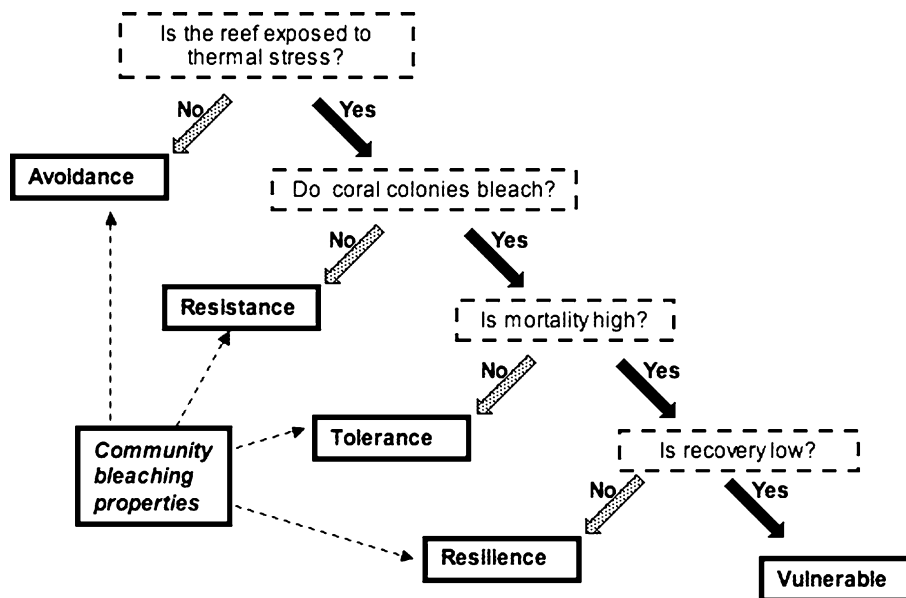 Is the reef exposed to
thermal stress?
No
Yes
Avoidance
Do coral colonies bleach?
No
Yes
Resistance
Is mortality high?
No
Yes
Community
bleaching
properties
Tolerance
Is recovery low?
No
Yes
Resilience
Vulnerable